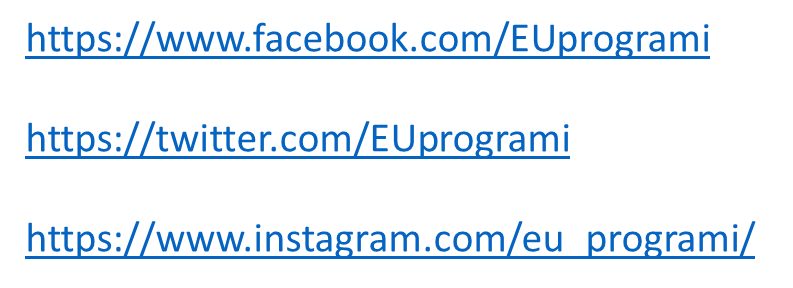 https://www.facebook.com/EUprogrami
https://twitter.com/EUprogrami
https://www.instagram.com/eu_programi/